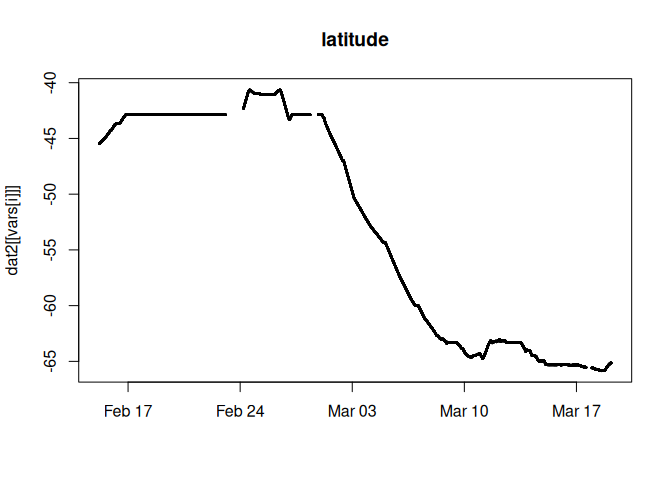 latitude
dat2[[vars[i]]]
-40
-45
-50
-55
-60
-65
Feb 17
Feb 24
Mar 03
Mar 10
Mar 17